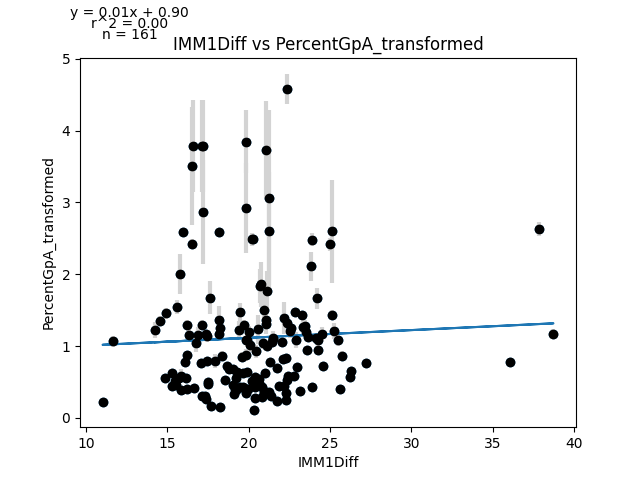 y = 0.01x + 0.90
r^2 = 0.00
n = 161
IMM1Diff vs PercentGpA_transformed
5
4
3
2
1
0
PercentGpA_transformed
10 15 20 25 30 35 40
IMM1Diff